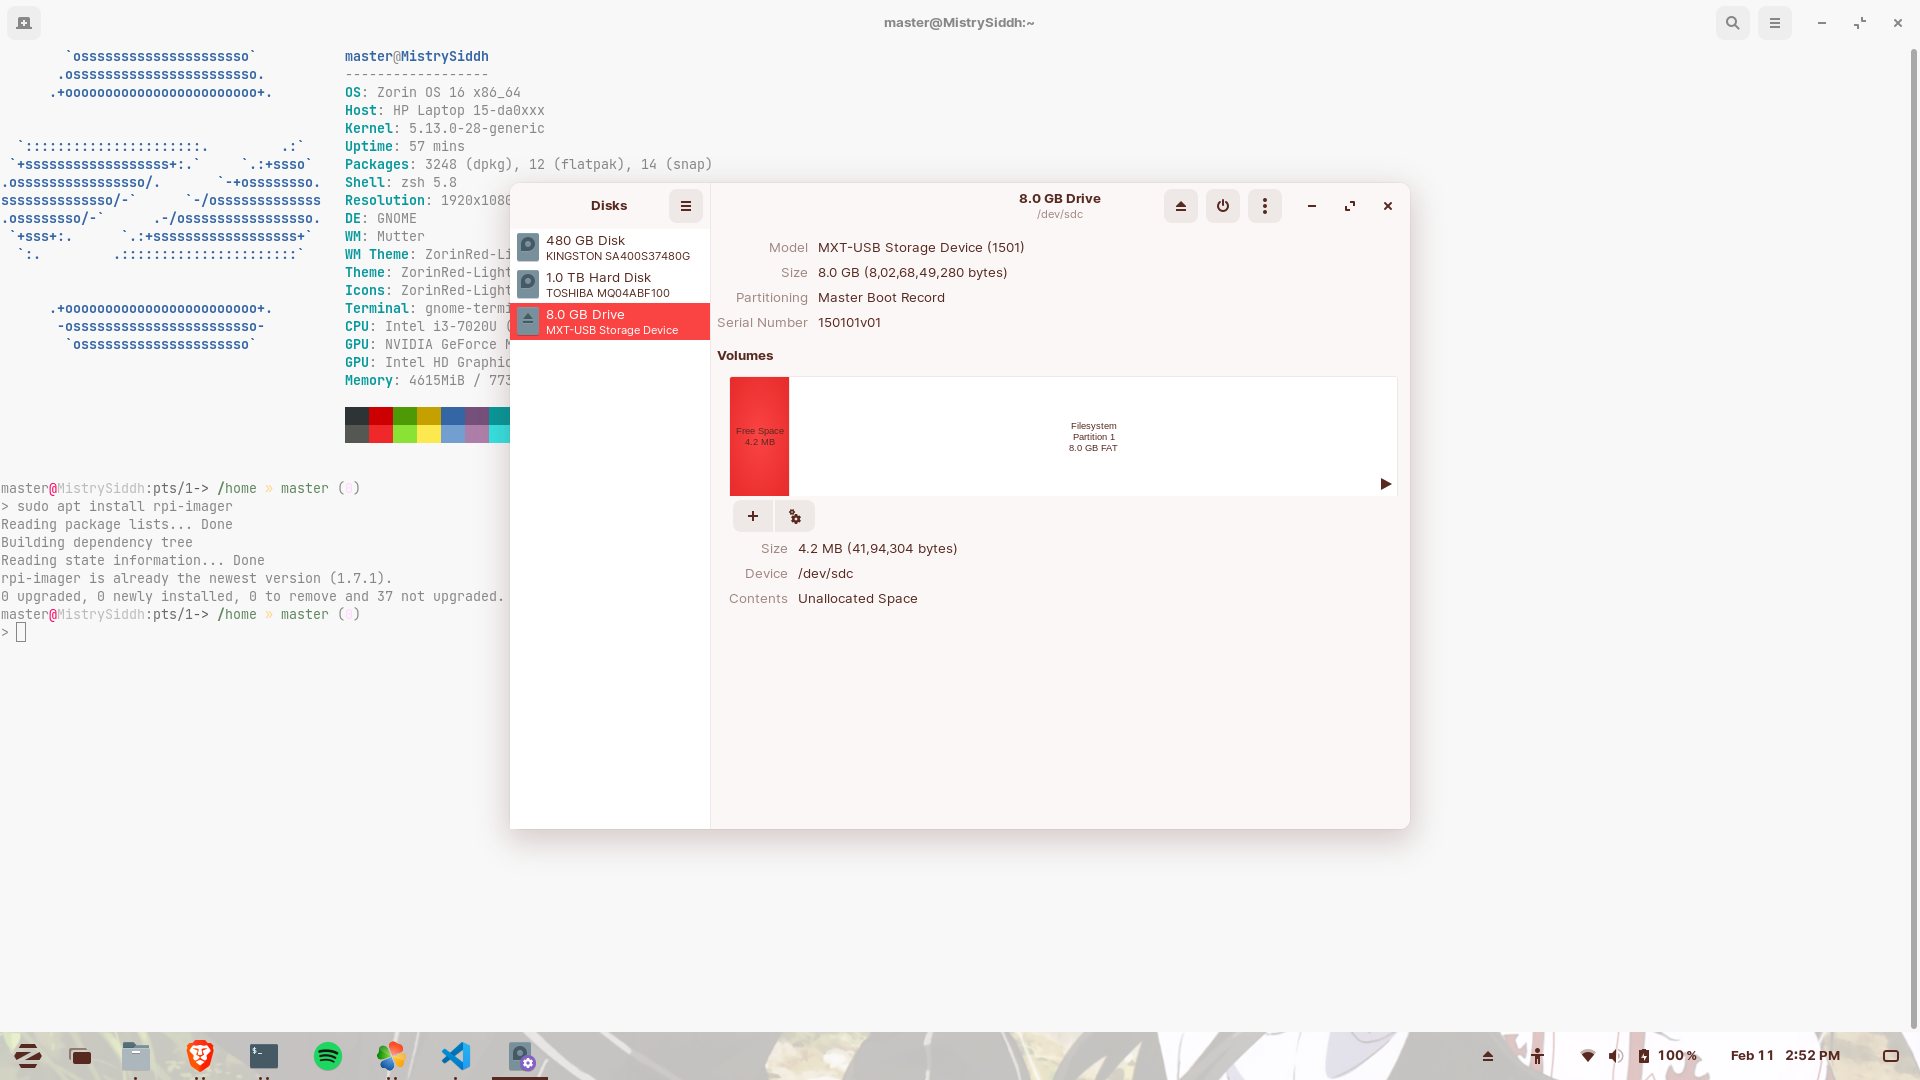 master@MistrySiddh:~
`osssssssssssssssssssso`
.osssssssssssssssssssssso.
.+oooooooooooooooooooooooo+.
`::::::::::::::::::::::.         .:`
`+ssssssssssssssssss+:.`     `.:+ssso`
.ossssssssssssssso/.       `-+ossssssso.
ssssssssssssso/-`      `-/osssssssssssss
.ossssssso/-`      .-/ossssssssssssssso.
`+sss+:.      `.:+ssssssssssssssssss+`
`:.         .::::::::::::::::::::::`
.+oooooooooooooooooooooooo+.
-osssssssssssssssssssssso-
`osssssssssssssssssssso`
master@MistrySiddh
------------------
OS: Zorin OS 16 x86_64
Host: HP Laptop 15-da0xxx
Kernel: 5.13.0-28-generic
Uptime: 57 mins
Packages: 3248 (dpkg), 12 (flatpak), 14 (snap)
Shell: zsh 5.8
Resolution: 1920x1080
DE: GNOME
WM: Mutter
WM Theme: ZorinRed-Li
Theme: ZorinRed-Light
Icons: ZorinRed-Light
Terminal: gnome-termi
CPU: Intel i3-7020U (
GPU: NVIDIA GeForce M
GPU: Intel HD Graphic
Memory: 4615MiB / 773
master@MistrySiddh:pts/1-> /home » master (0)
> sudo apt install rpi-imager
Reading package lists... Done
Building dependency tree
Reading state information... Done
rpi-imager is already the newest version (1.7.1).
0 upgraded, 0 newly installed, 0 to remove and 37 not upgraded.
master@MistrySiddh:pts/1-> /home » master (0)
>
Disks
480 GB Disk
KINGSTON SA400S37480G
1.0 TB Hard Disk
TOSHIBA MQ04ABF100
8.0 GB Drive
MXT-USB Storage Device
8.0 GB Drive
/dev/sdc
Model MXT-USB Storage Device (1501)
Size 8.0 GB (8,02,68,49,280 bytes)
Partitioning Master Boot Record
Serial Number 150101v01
Volumes
Free Space
4.2 MB
Filesystem
Partition 1
8.0 GB FAT
Size 4.2 MB (41,94,304 bytes)
Device /dev/sdc
Contents Unallocated Space
100% Feb 11 2:52 PM